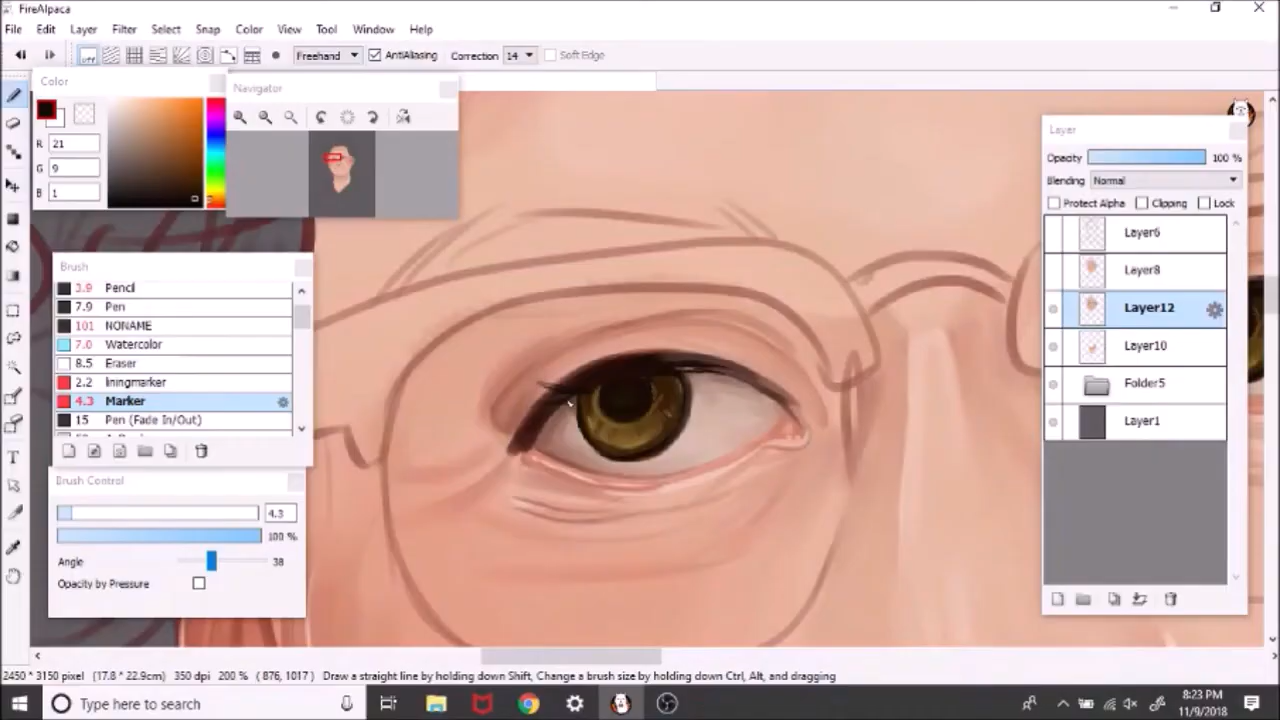 FireAlpaca
File Edit Layer Filter Select Snap Color View Tool Window Help
OFF Freehand AntiAliasing Correction 14 Soft Edge
Color
R 21
G 9
B 1
Navigator
Brush
3.9 Pencil
7.9 Pen
101 NONAME
7.0 Watercolor
8.5 Eraser
2.2 liningmarker
4.3 Marker
15 Pen (Fade In/Out)
Brush Control
4.3
100 %
Angle 38
Opacity by Pressure
Layer
Opacity 100 %
Blending Normal
Protect Alpha Clipping Lock
Layer6
Layer8
Layer12
Layer10
Folder5
Layer1
2450 * 3150 pixel (17.8 * 22.9cm) 350 dpi 200 % ( 876, 1017 ) Draw a straight line by holding down Shift, Change a brush size by holding down Ctrl, Alt, and dragging
Type here to search
8:23 PM
11/9/2018